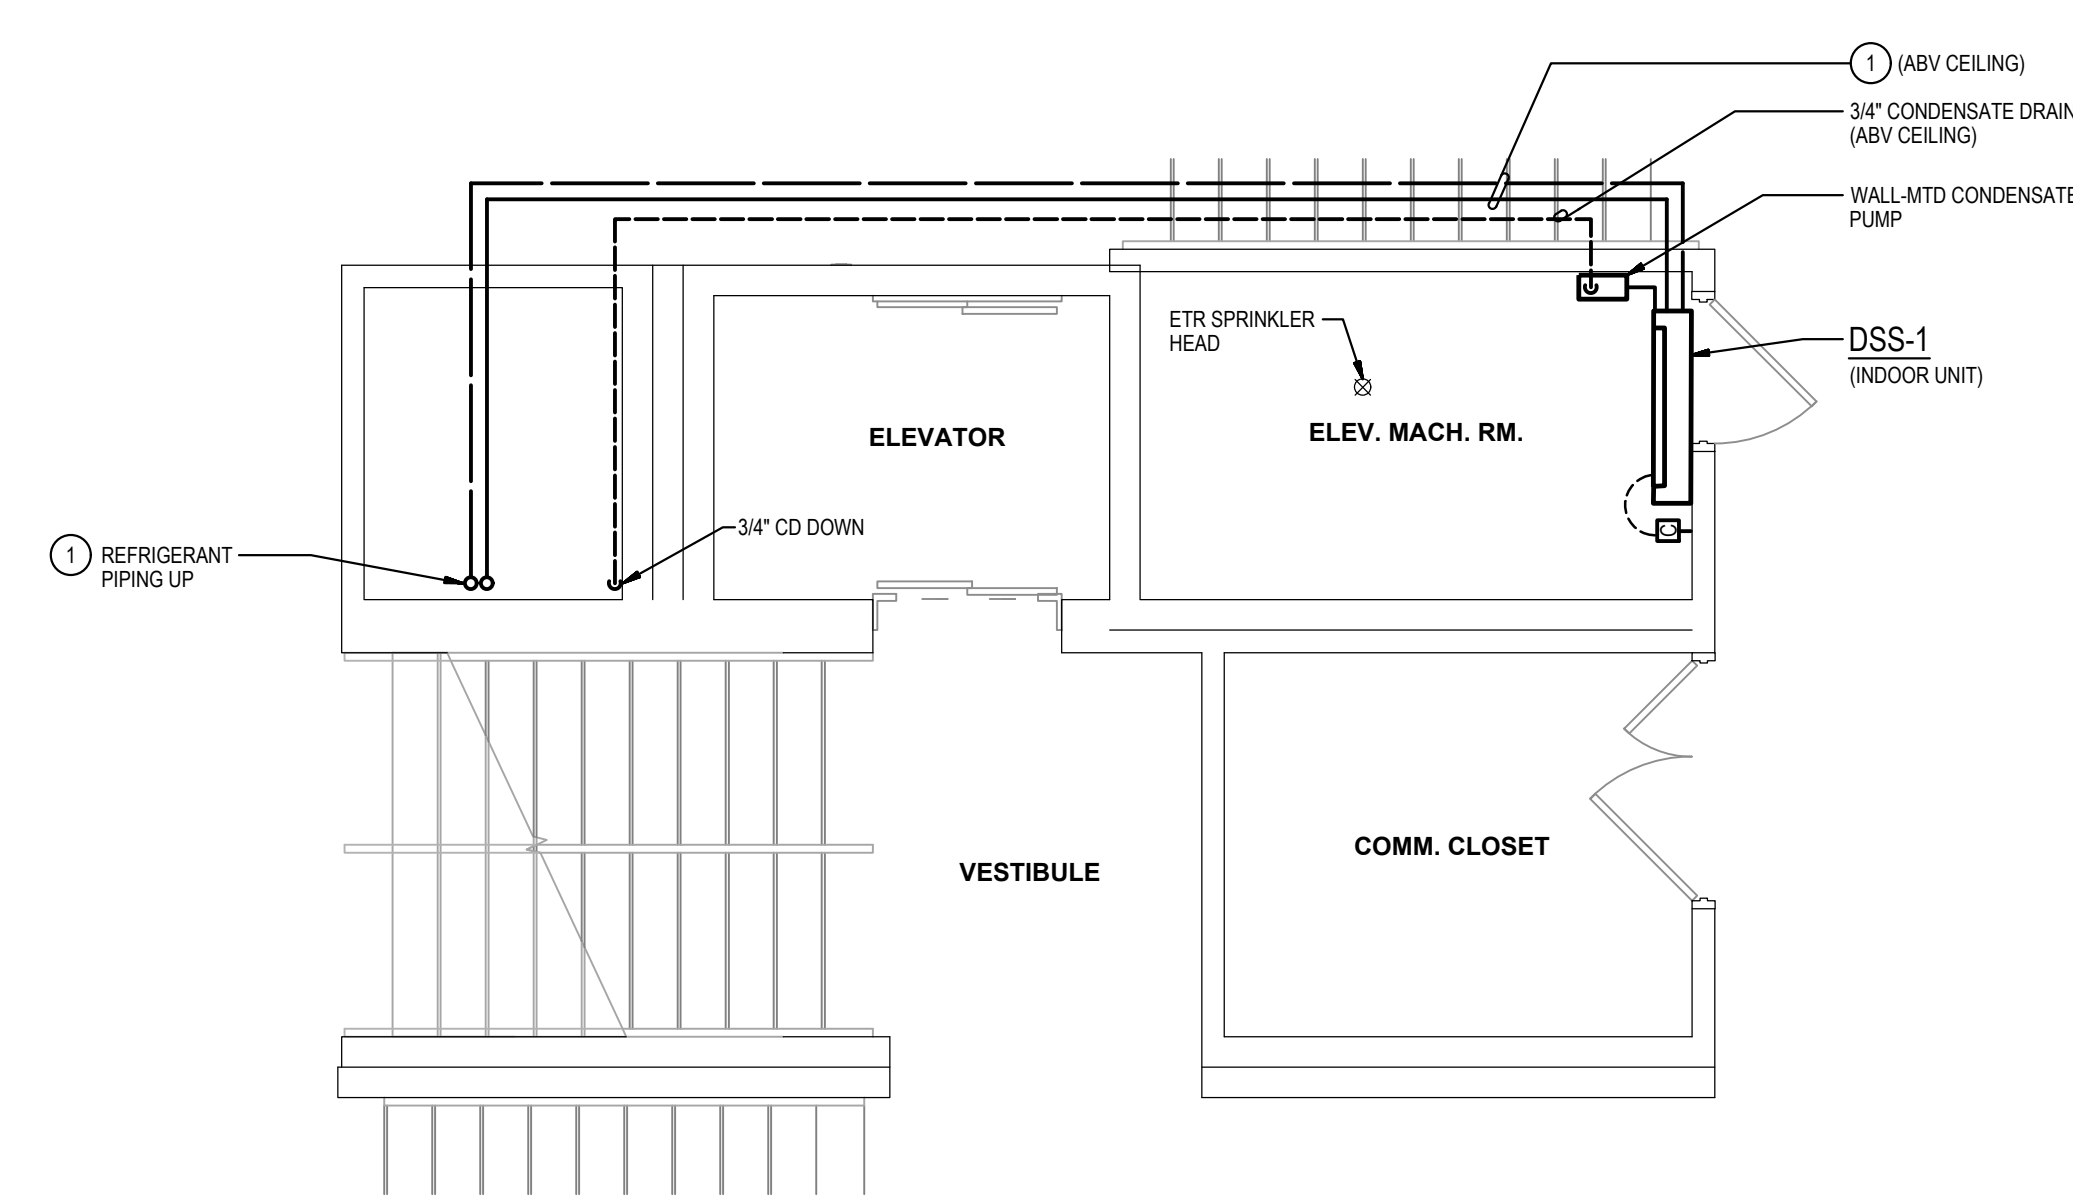 1 (ABV CEILING)
3/4" CONDENSATE DRAIN
(ABV CEILING)
WALL-MTD CONDENSATE
PUMP
ETR SPRINKLER
HEAD
DSS-1
(INDOOR UNIT)
ELEVATOR
ELEV. MACH. RM.
C
3/4" CD DOWN
1 REFRIGERANT
PIPING UP
COMM. CLOSET
VESTIBULE